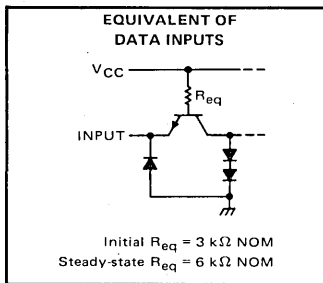 EQUIVALENT OF
DATA INPUTS
VCC
Req
INPUT
Initial Req = 3 kΩ NOM
Steady-state Req = 6 kΩ NOM